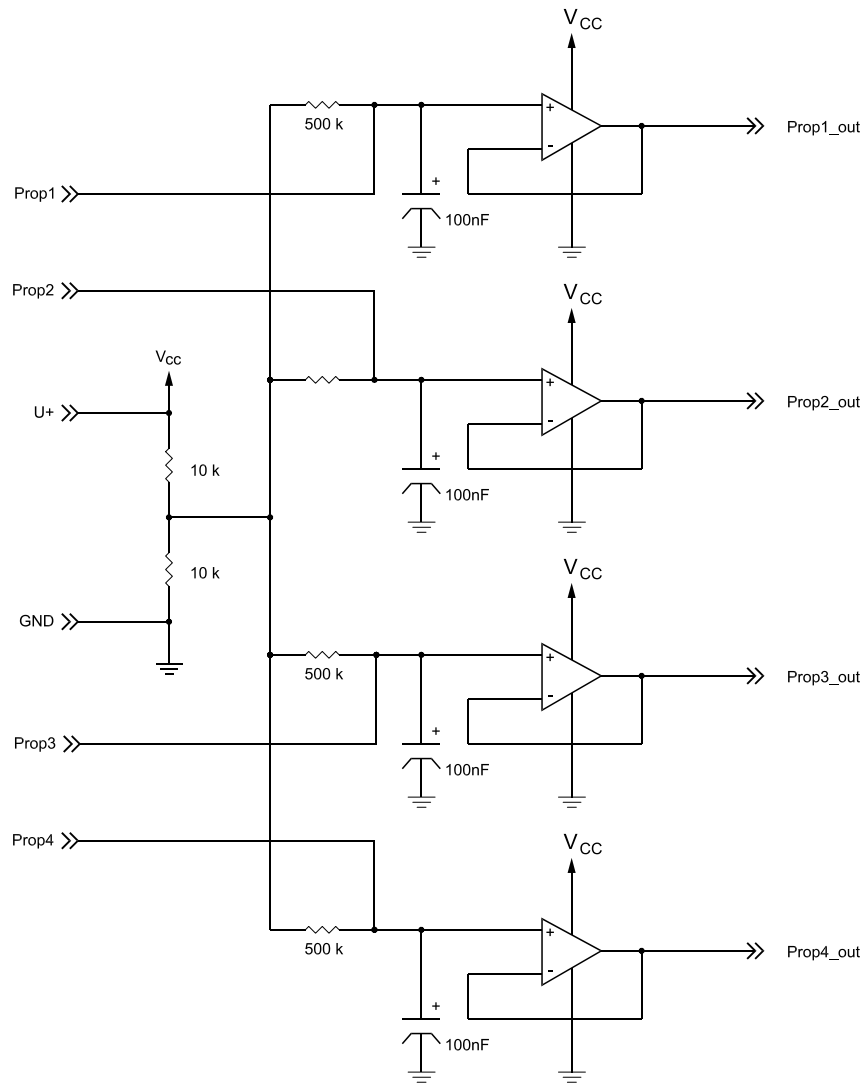 VCC
+
-
500 k
Prop1_out
Prop1
+
100nF
Prop2
VCC
VCC
+
-
Prop2_out
U+
+
10 k
100nF
VCC
10 k
GND
+
-
500 k
Prop3_out
Prop3
+
100nF
Prop4
VCC
+
-
500 k
Prop4_out
+
100nF